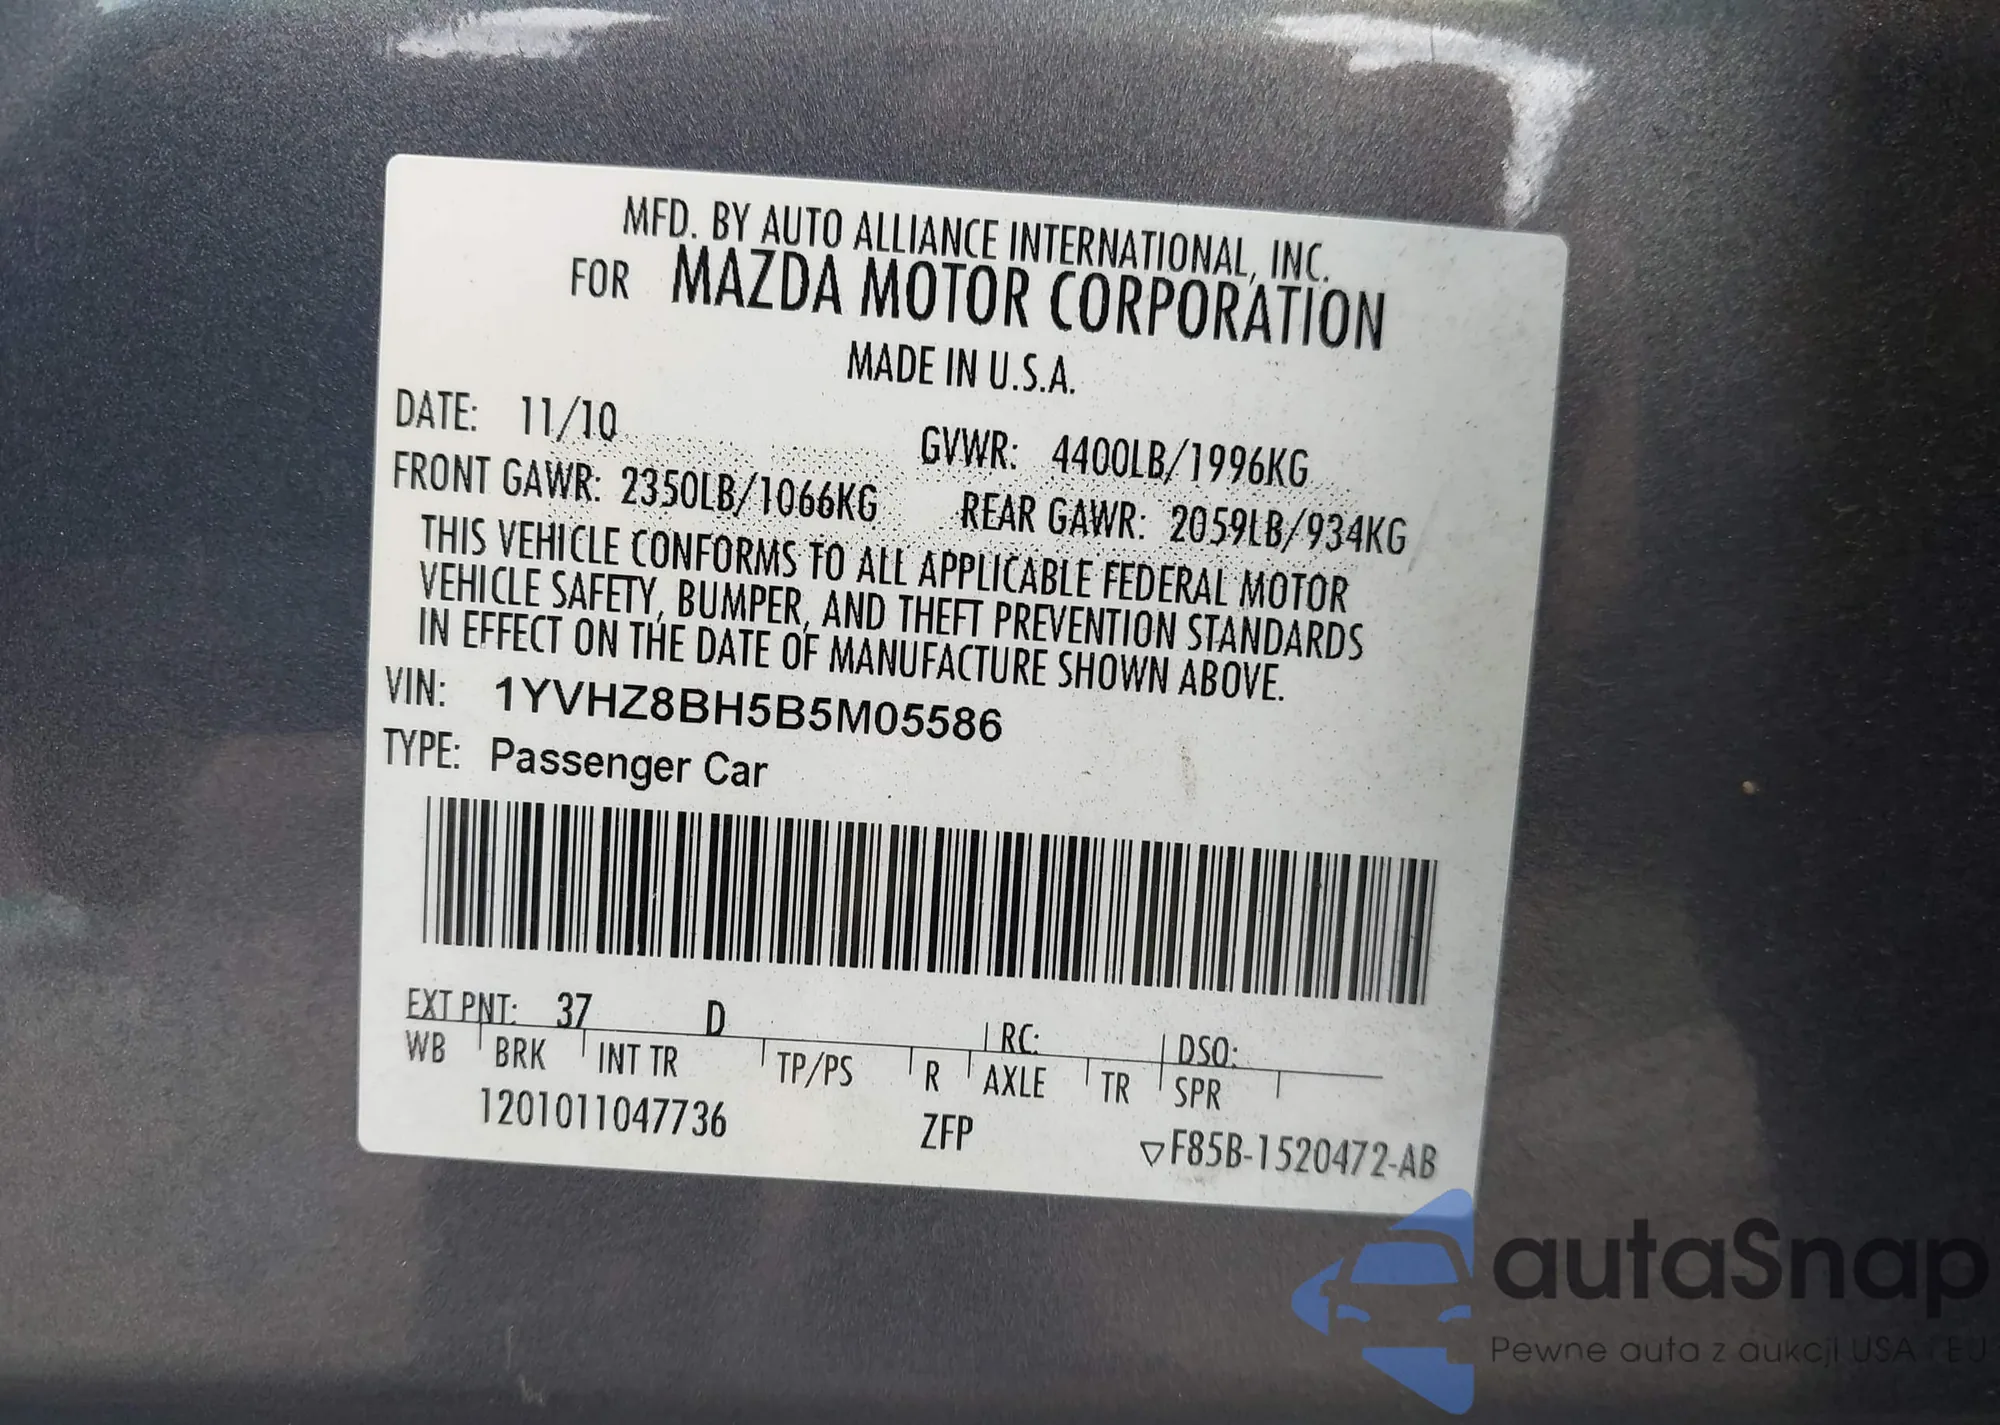 MFD. BY AUTO ALLIANCE INTERNATIONAL, INC.
FOR MAZDA MOTOR CORPORATION
MADE IN U.S.A.
DATE: 11/10 GVWR: 4400LB/1996KG
FRONT GAWR: 2350LB/1066KG REAR GAWR: 2059LB/934KG
THIS VEHICLE CONFORMS TO ALL APPLICABLE FEDERAL MOTOR
VEHICLE SAFETY, BUMPER, AND THEFT PREVENTION STANDARDS
IN EFFECT ON THE DATE OF MANUFACTURE SHOWN ABOVE.
VIN: 1YVHZ8BH5B5M05586
TYPE: Passenger Car
EXT PNT: 37 D RC: DSO:
WB BRK INT TR TP/PS R AXLE TR SPR
1201011047736 ZFP ▽F85B-1520472-AB
autaSnap
Pewne auta z aukcji USA i EU